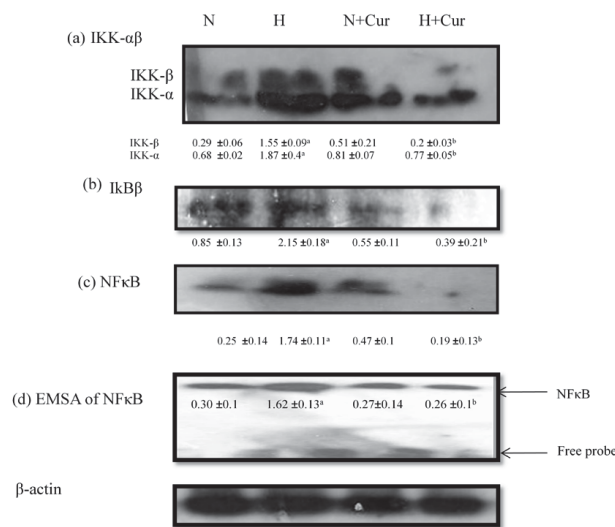 N H N+Cur H+Cur
(a) IKK-αβ
IKK-β
IKK-α
IKK-β 0.29 ±0.06 1.55 ±0.09ᵃ 0.51 ±0.21 0.2 ±0.03ᵇ
IKK-α 0.68 ±0.02 1.87 ±0.4ᵃ 0.81 ±0.07 0.77 ±0.05ᵇ
(b) IkBβ
0.85 ±0.13 2.15 ±0.18ᵃ 0.55 ±0.11 0.39 ±0.21ᵇ
(c) NFκB
0.25 ±0.14 1.74 ±0.11ᵃ 0.47 ±0.1 0.19 ±0.13ᵇ
(d) EMSA of NFκB NFκB
0.30 ±0.1 1.62 ±0.13ᵃ 0.27±0.14 0.26 ±0.1ᵇ
Free probe
β-actin